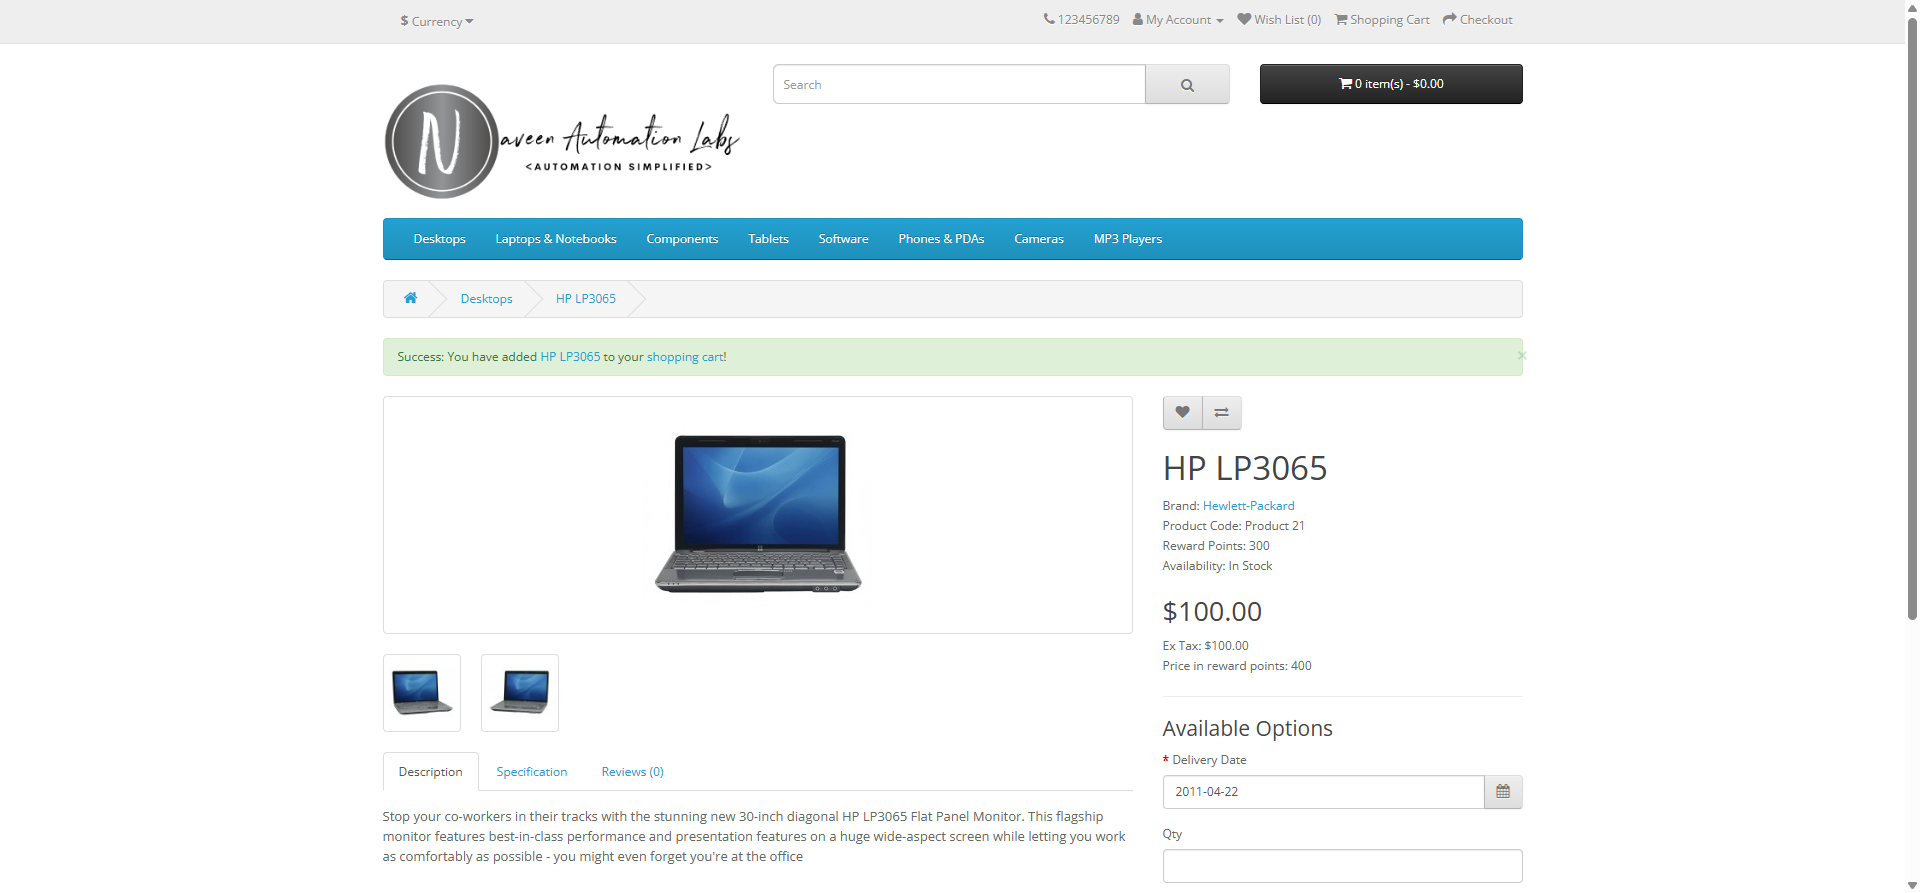 $ Currency
123456789 My Account Wish List (0) Shopping Cart Checkout
N aveen Automation Labs
<AUTOMATION SIMPLIFIED>
Search
0 item(s) - $0.00
Desktops Laptops & Notebooks Components Tablets Software Phones & PDAs Cameras MP3 Players
Desktops HP LP3065
Success: You have added HP LP3065 to your shopping cart!
×
HP LP3065
Brand: Hewlett-Packard
Product Code: Product 21
Reward Points: 300
Availability: In Stock
$100.00
Ex Tax: $100.00
Price in reward points: 400
Available Options
* Delivery Date
2011-04-22
Qty
Description Specification Reviews (0)
Stop your co-workers in their tracks with the stunning new 30-inch diagonal HP LP3065 Flat Panel Monitor. This flagship
monitor features best-in-class performance and presentation features on a huge wide-aspect screen while letting you work
as comfortably as possible - you might even forget you're at the office